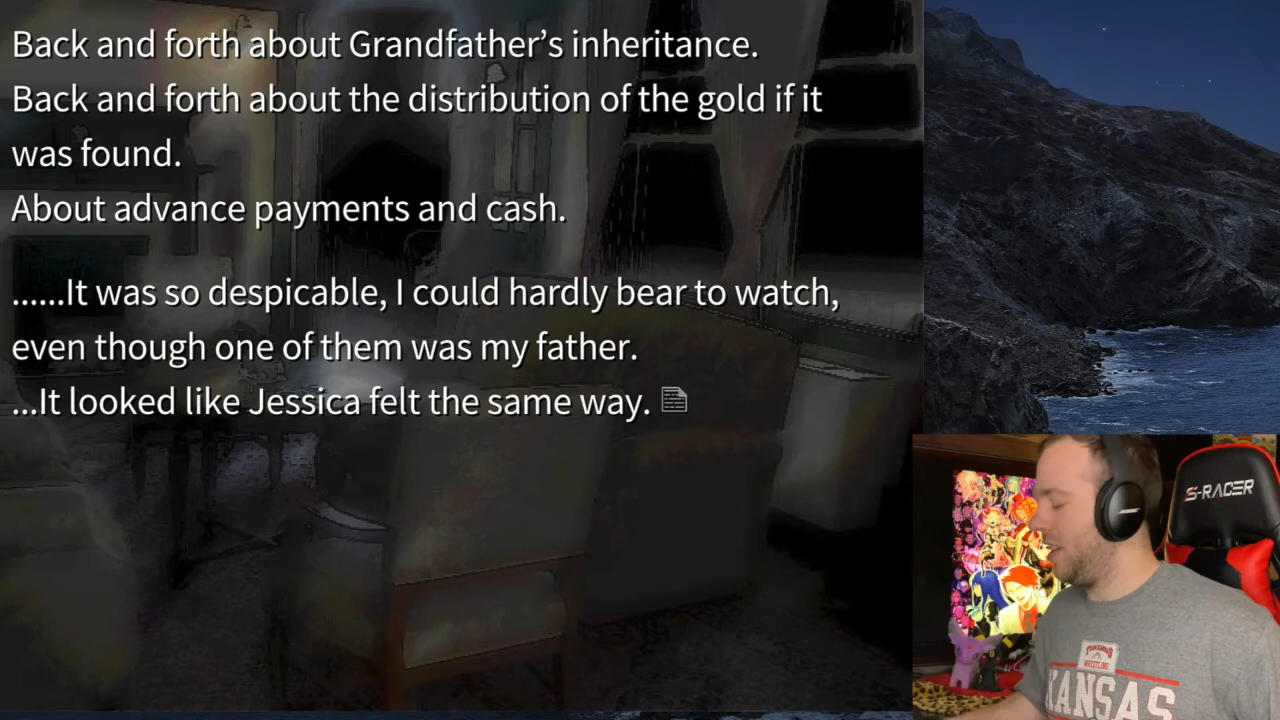 Back and forth about Grandfather’s inheritance.
Back and forth about the distribution of the gold if it
was found.
About advance payments and cash.
......It was so despicable, I could hardly bear to watch,
even though one of them was my father.
...It looked like Jessica felt the same way.
S-RACER
WRESTLING
KANSAS